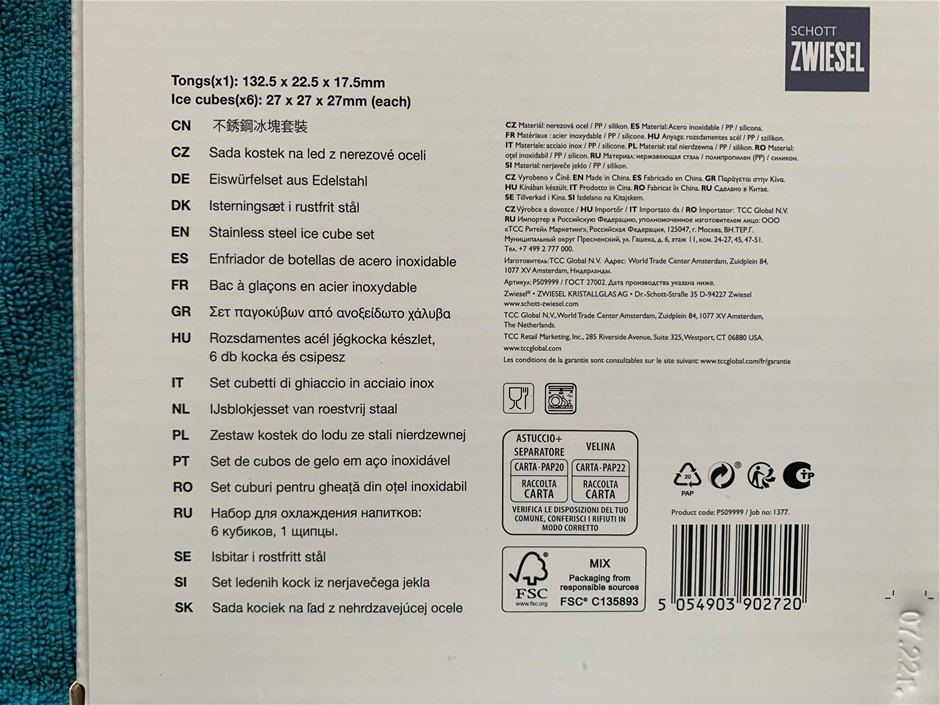 SCHOTT
ZWIESEL
Tongs(x1): 132.5 x 22.5 x 17.5mm
Ice cubes(x6): 27 x 27 x 27mm (each)
CN 不銹鋼冰塊套裝
CZ Sada kostek na led z nerezové oceli
DE Eiswürfelset aus Edelstahl
DK Isterningsæt i rustfrit stål
EN Stainless steel ice cube set
ES Enfriador de botellas de acero inoxidable
FR Bac à glaçons en acier inoxydable
GR Σετ παγοκύβων από ανοξείδωτο χάλυβα
HU Rozsdamentes acél jégkocka készlet,
6 db kocka és csipesz
IT Set cubetti di ghiaccio in acciaio inox
NL IJsblokjesset van roestvrij staal
PL Zestaw kostek do lodu ze stali nierdzewnej
PT Set de cubos de gelo em aço inoxidável
RO Set cuburi pentru gheață din oțel inoxidabil
RU Набор для охлаждения напитков:
6 кубиков, 1 щипцы.
SE Isbitar i rostfritt stål
SI Set ledenih kock iz nerjavečega jekla
SK Sada kociek na ľad z nehrdzavejúcej ocele
CZ Materiál: nerezová ocel / PP / silikon. ES Material: Acero inoxidable / PP / silicona.
FR Matériaux : acier inoxydable / PP / silicone. HU Anyaga: rozsdamentes acél / PP / szilikon.
IT Materiale: acciaio inox / PP / silicone. PL Materiał: stal nierdzewna / PP / silikon. RO Material:
oțel inoxidabil / PP / silicon. RU Материал: нержавеющая сталь / полипропилен (PP) / силикон.
SI Material: nerjaveče jeklo / PP / silikon.
CZ Vyrobeno v Číně. EN Made in China. ES Fabricado en China. GR Παράγεται στην Κίνα.
HU Kínában készült. IT Prodotto in Cina. RO Fabricat în China. RU Сделано в Китае.
SE Tillverkad i Kina. SI Izdelano na Kitajskem.
CZ Výrobce a dovozce / HU Importőr / IT Importato da / RO Importator: TCC Global N.V.
RU Импортер в Российскую Федерацию, уполномоченное изготовителем лицо: ООО
«ТСС Ритейл Маркетинг», Российская Федерация, 125047, г. Москва, ВН.ТЕР.Г.
Муниципальный округ Пресненский, ул. Гашека, д. 6, этаж 11, ком. 24-27, 45, 47-51.
Тел. +7 499 2 777 000.
Изготовитель: TCC Global N.V. Адрес: World Trade Center Amsterdam, Zuidplein 84,
1077 XV Amsterdam, Нидерланды.
Артикул: PS09999 / ГОСТ 27002. Дата производства указана ниже.
Zwiesel® • ZWIESEL KRISTALLGLAS AG • Dr.-Schott-Straße 35 D-94227 Zwiesel
www.schott-zwiesel.com
TCC Global N.V., World Trade Center Amsterdam, Zuidplein 84, 1077 XV Amsterdam,
The Netherlands.
TCC Retail Marketing, Inc., 285 Riverside Avenue, Suite 325, Westport, CT 06880 USA.
www.tccglobal.com
Les conditions de la garantie sont consultables sur le site suivant: www.tccglobal.com/fr/garantie
ASTUCCIO+
SEPARATORE
VELINA
CARTA-PAP20
CARTA-PAP22
RACCOLTA
CARTA
RACCOLTA
CARTA
VERIFICA LE DISPOSIZIONI DEL TUO
COMUNE, CONFERISCI I RIFIUTI IN
MODO CORRETTO
20
PAP
®
TP
Product code: PS09999 / Job no: 1377.
FSC
www.fsc.org
MIX
Packaging from
responsible sources
FSC® C135893
5 054903 902720
07.22T.